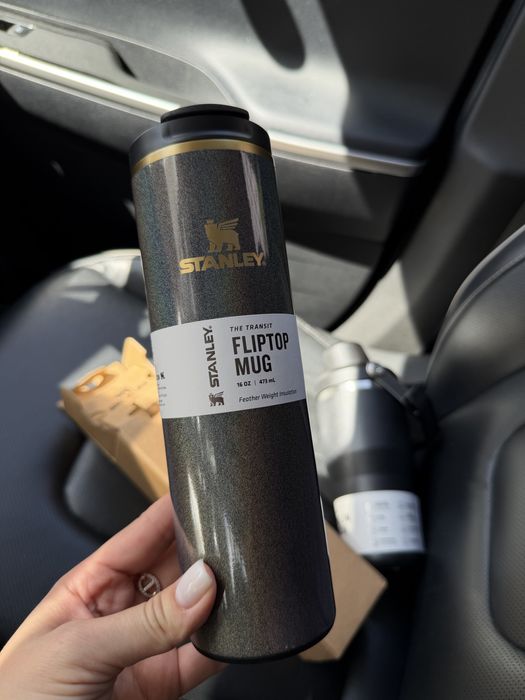 STANLEY
THE TRANSIT
FLIPTOP
MUG
16 OZ | 473 mL
Feather Weight Insulation
STANLEY